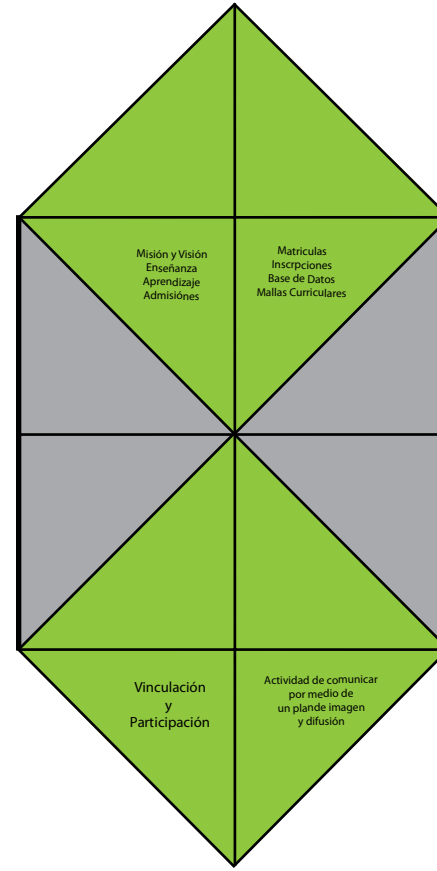 Misión y Visión
Enseñanza
Aprendizaje
Admisiónes
Matriculas
Inscrpciones
Base de Datos
Mallas Curriculares
Vinculación
y
Participación
Actividad de comunicar
por medio de
un plande imagen
y difusión